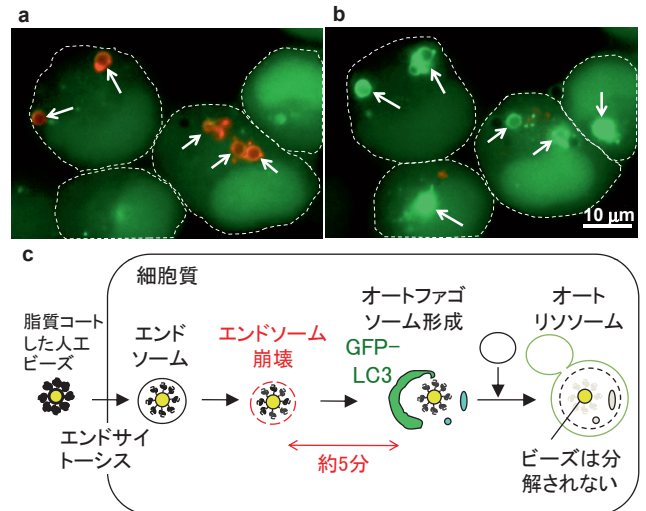 a
b
10 μm
c
細胞質
脂質コート
した人工
ビーズ
エンドサイ
トーシス
エンド
ソーム
エンドソーム
崩壊
約5分
オートファゴ
ソーム形成
GFP-
LC3
オート
リソソーム
ビーズは分
解されない